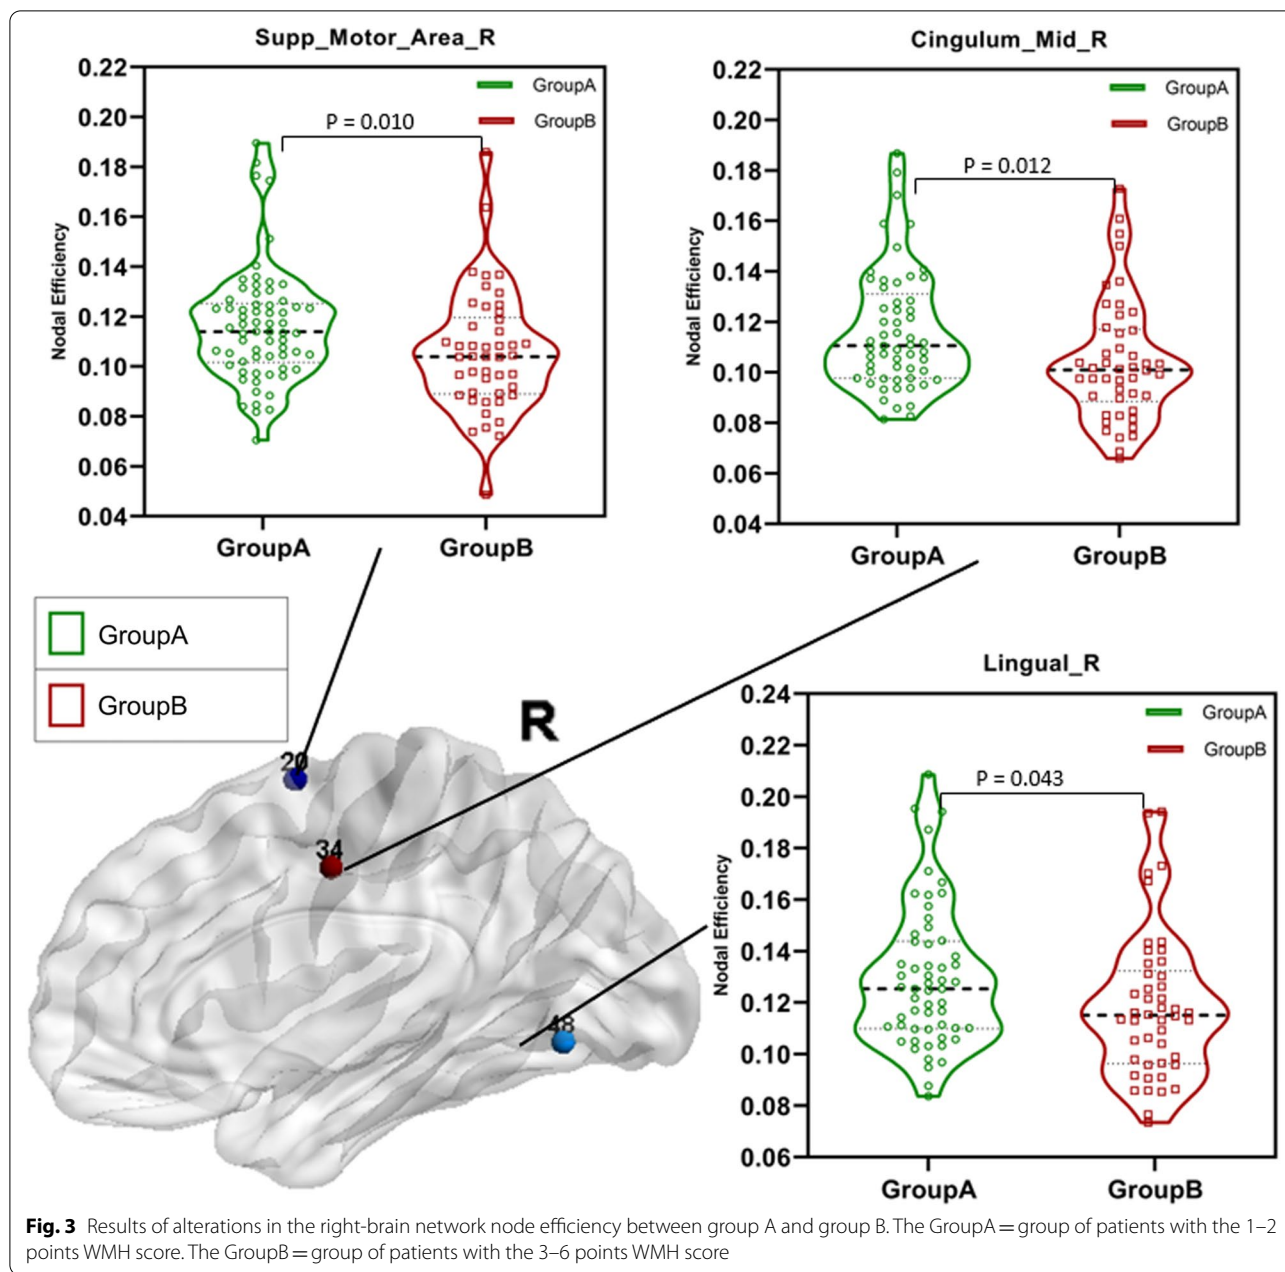 Supp_Motor_Area_R
0.22
0.20
0.18
0.16
0.14
0.12
0.10
0.08
0.06
0.04
Nodal Efficiency
GroupA
GroupB
P = 0.010
GroupA
GroupB
Cingulum_Mid_R
0.22
0.20
0.18
0.16
0.14
0.12
0.10
0.08
0.06
0.04
Nodal Efficiency
GroupA
GroupB
P = 0.012
GroupA
GroupB
GroupA
GroupB
R
20
34
48
Lingual_R
0.24
0.22
0.20
0.18
0.16
0.14
0.12
0.10
0.08
0.06
Nodal Efficiency
GroupA
GroupB
P = 0.043
GroupA
GroupB
Fig. 3 Results of alterations in the right-brain network node efficiency between group A and group B. The GroupA = group of patients with the 1–2
points WMH score. The GroupB = group of patients with the 3–6 points WMH score